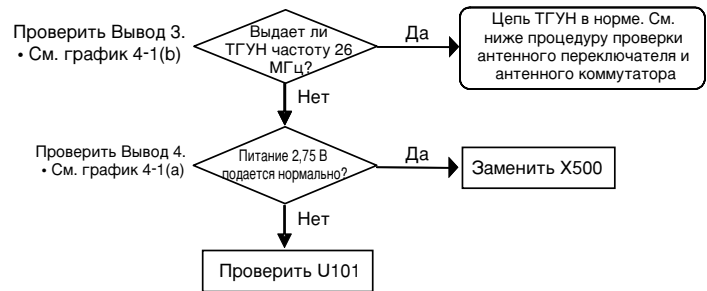 Проверить Вывод 3.
• См. график 4-1(b)
Выдает ли
ТГУН частоту 26
МГц?
Да
Цепь ТГУН в норме. См.
ниже процедуру проверки
антенного переключателя и
антенного коммутатора
Нет
Проверить Вывод 4.
• См. график 4-1(a)
Питание 2,75 В
подается нормально?
Да
Заменить X500
Нет
Проверить U101